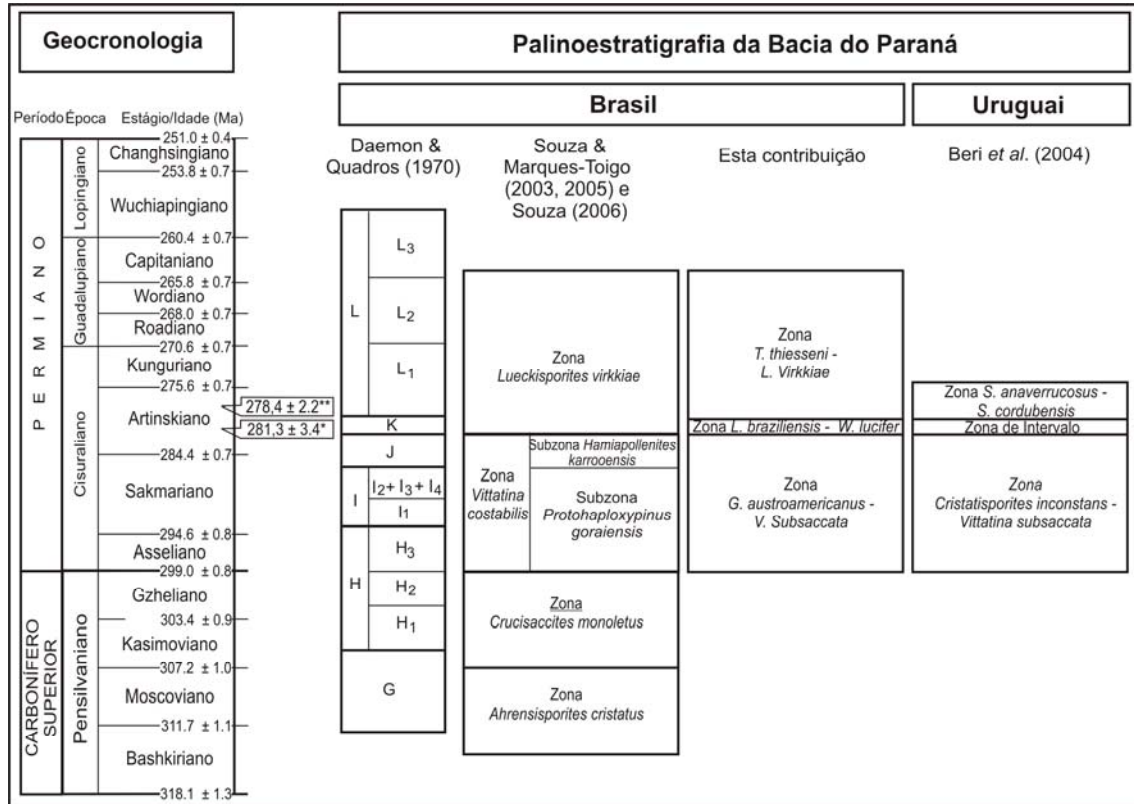 Geocronologia
Palinoestratigrafia da Bacia do Paraná
Brasil
Uruguai
Período
Época
Estágio/Idade (Ma)
Daemon &
Quadros (1970)
Souza &
Marques-Toigo
(2003, 2005) e
Souza (2006)
Esta contribuição
Beri et al. (2004)
PERMIANO
CARBONÍFERO
SUPERIOR
Lopingiano
Guadalupiano
Cisuraliano
Pensilvaniano
251.0 ± 0.4
Changhsingiano
253.8 ± 0.7
Wuchiapingiano
260.4 ± 0.7
Capitaniano
265.8 ± 0.7
Wordiano
268.0 ± 0.7
Roadiano
270.6 ± 0.7
Kunguriano
275.6 ± 0.7
278,4 ± 2.2**
Artinskiano
281,3 ± 3.4*
284.4 ± 0.7
Sakmariano
294.6 ± 0.8
Asseliano
299.0 ± 0.8
Gzheliano
303.4 ± 0.9
Kasimoviano
307.2 ± 1.0
Moscoviano
311.7 ± 1.1
Bashkiriano
318.1 ± 1.3
L
L3
L2
L1
K
J
I
I2+ I3 + I4
I1
H
H3
H2
H1
G
Zona
Lueckisporites virkkiae
Zona
Vittatina
costabilis
Subzona Hamiapollenites
karrooensis
Subzona
Protohaploxypinus
goraiensis
Zona
Crucisaccites monoletus
Zona
Ahrensisporites cristatus
Zona
T. thiesseni -
L. Virkkiae
Zona L. braziliensis - W. lucifer
Zona
G. austroamericanus -
V. Subsaccata
Zona S. anaverrucosus -
S. cordubensis
Zona de Intervalo
Zona
Cristatisporites inconstans -
Vittatina subsaccata